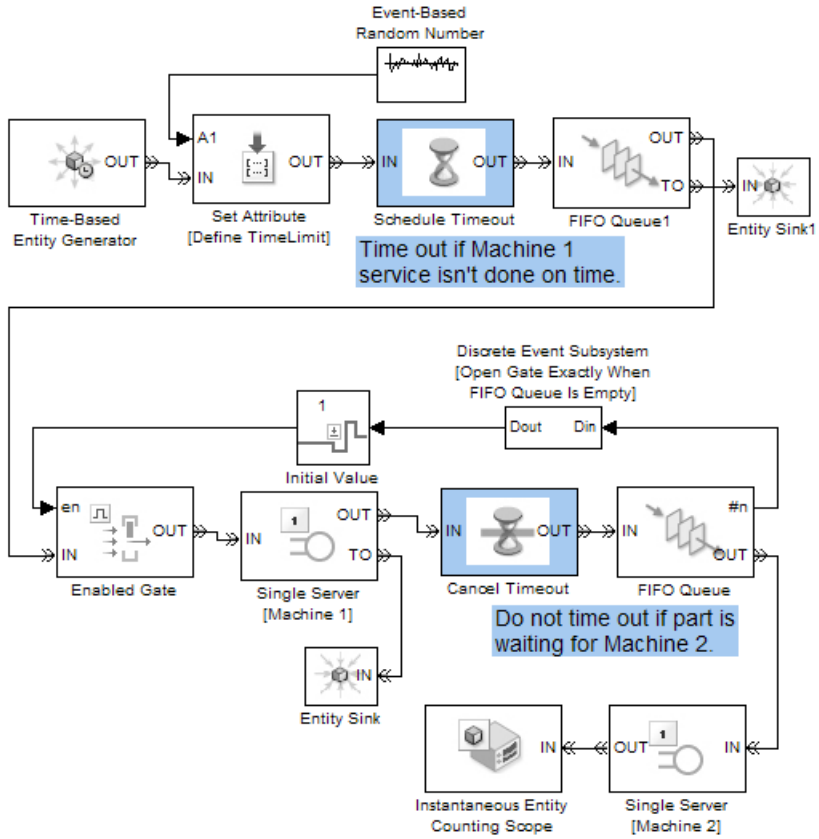 Event-Based
Random Number
A1
IN
OUT
OUT
IN
OUT
IN
OUT
TO
IN
Time-Based
Entity Generator
Set Attribute
[Define TimeLimit]
Schedule Timeout
FIFO Queue1
Entity Sink1
Time out if Machine 1
service isn't done on time.
Discrete Event Subsystem
[Open Gate Exactly When
FIFO Queue Is Empty]
1
Dout
Din
Initial Value
en
IN
OUT
1
IN
OUT
TO
IN
OUT
IN
#n
OUT
Enabled Gate
Single Server
[Machine 1]
Cancel Timeout
FIFO Queue
Do not time out if part is
waiting for Machine 2.
IN
Entity Sink
IN
OUT
1
IN
Instantaneous Entity
Counting Scope
Single Server
[Machine 2]